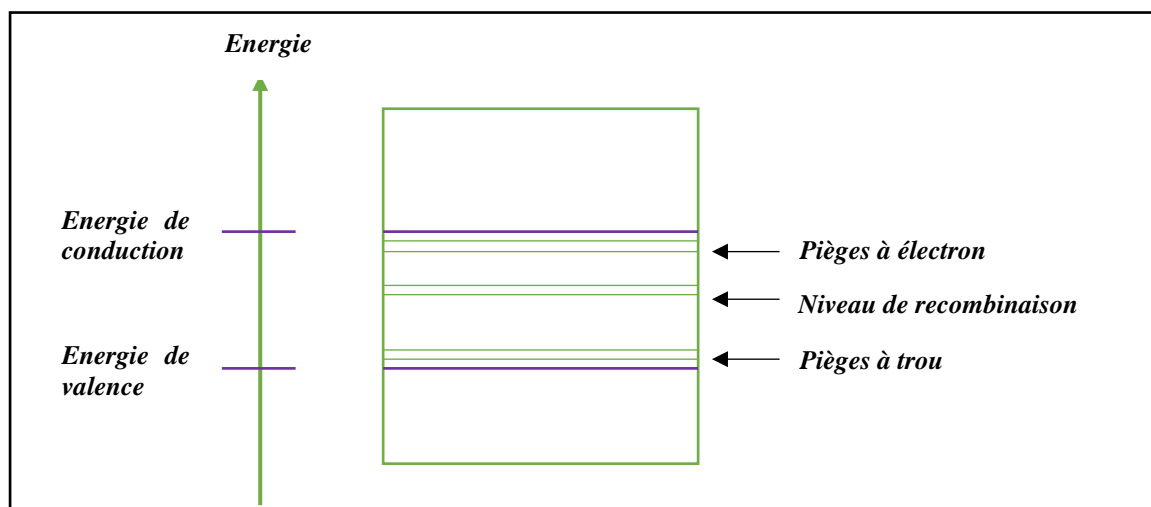 Energie
Energie de
conduction
Pièges à électron
Niveau de recombinaison
Energie de
valence
Pièges à trou